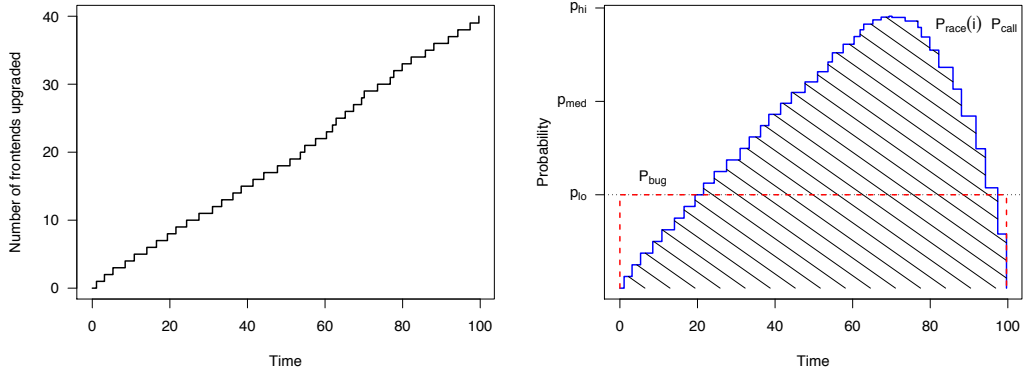 Number of frontends upgraded
40
30
20
10
0
0 20 40 60 80 100
Time
Probability
phi
pmed
plo
Prace(i) Pcall
Pbug
0 20 40 60 80 100
Time